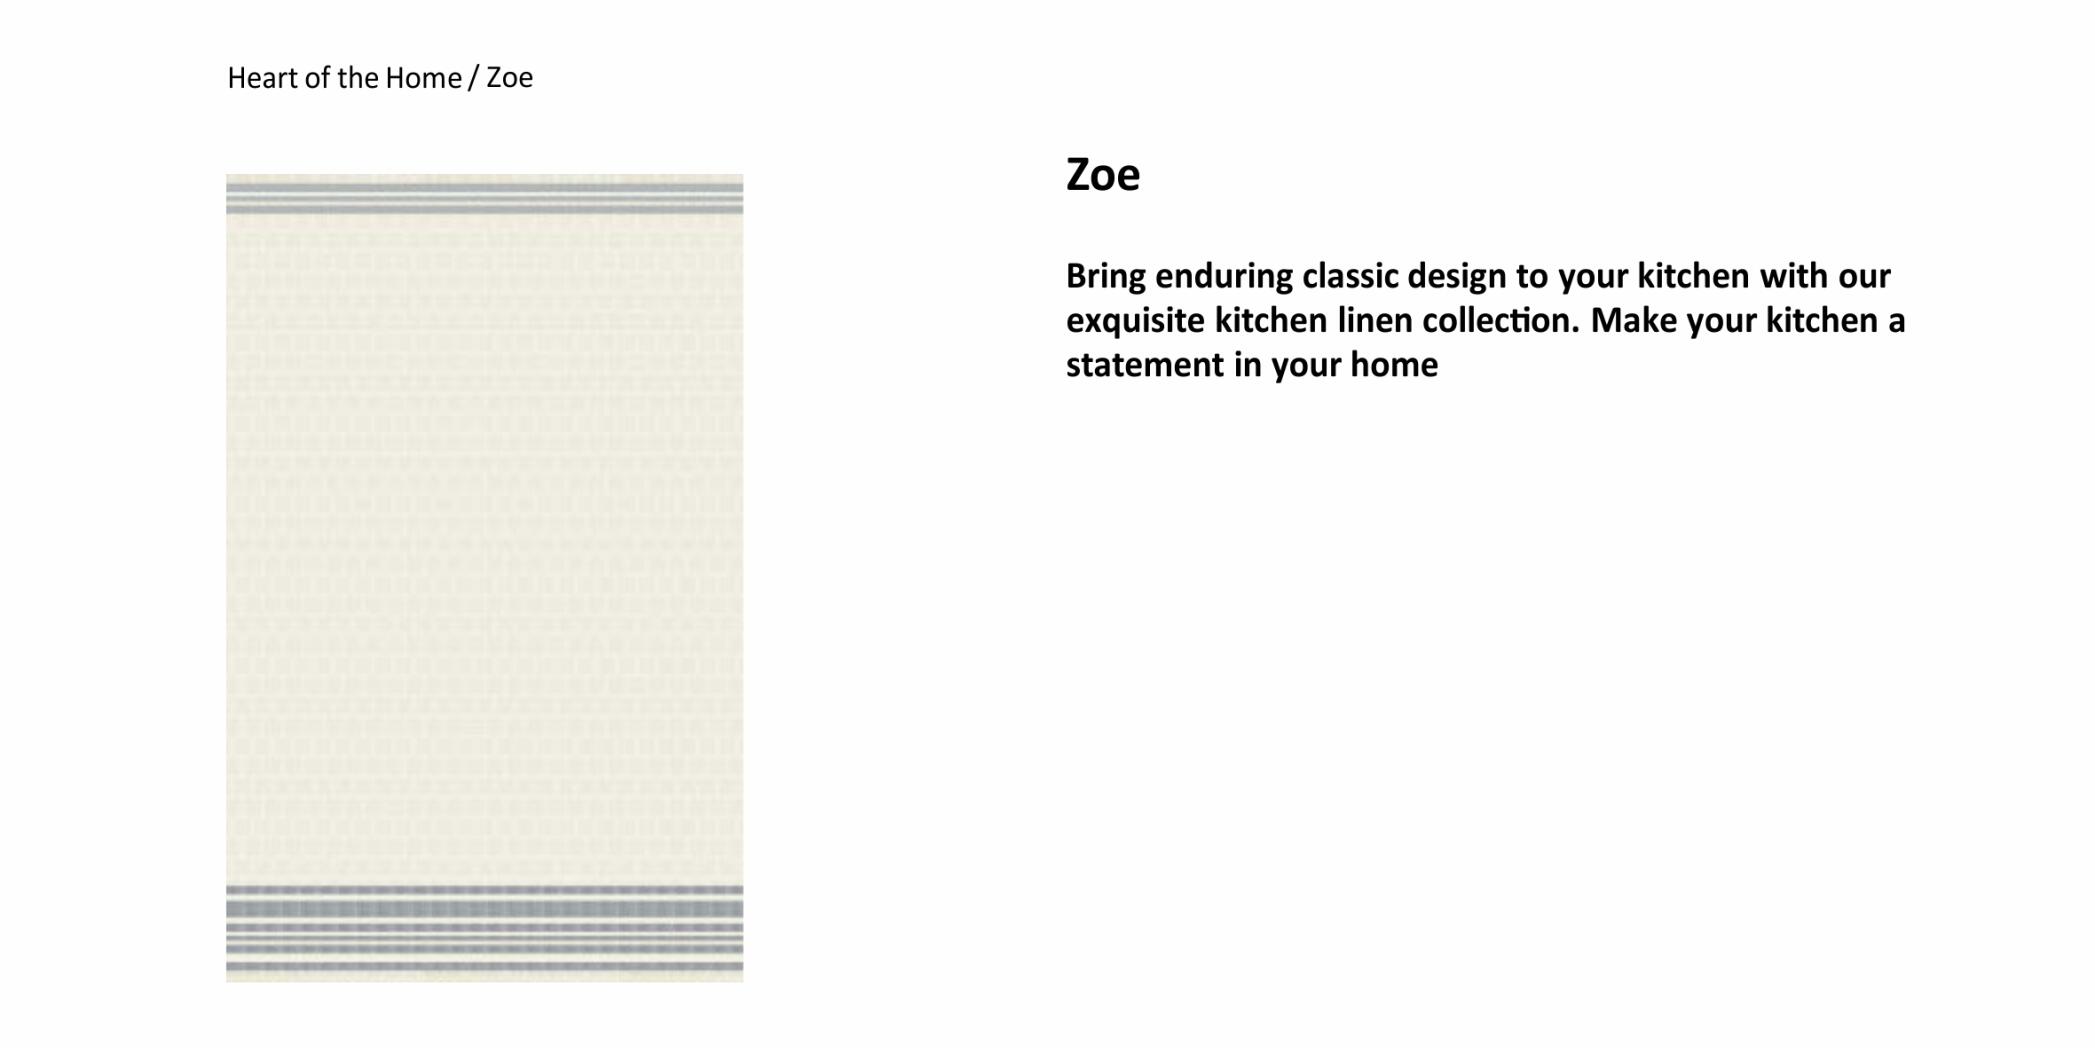 Heart of the Home / Zoe
Zoe
Bring enduring classic design to your kitchen with our
exquisite kitchen linen collection. Make your kitchen a
statement in your home